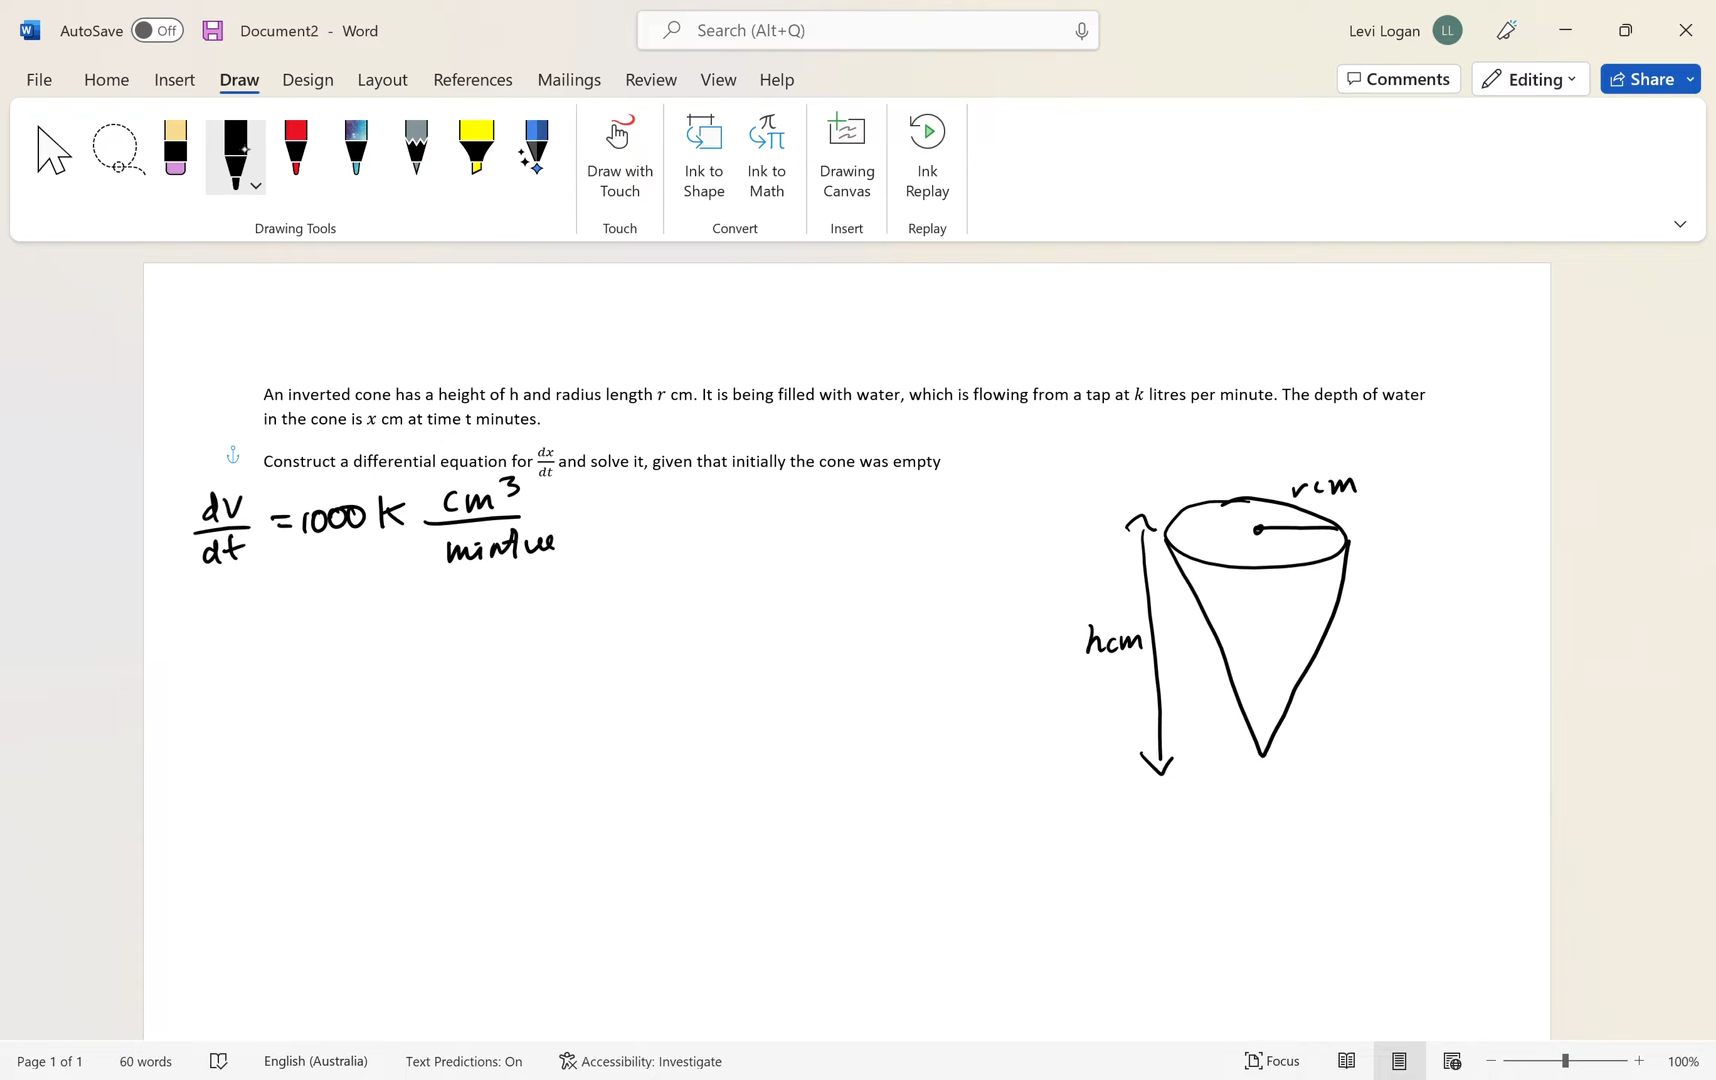 AutoSave Off Document2 - Word Search (Alt+Q) Levi Logan LL
File Home Insert Draw Design Layout References Mailings Review View Help Comments Editing Share
Draw with Touch
Ink to Shape
Ink to Math
Drawing Canvas
Ink Replay
Drawing Tools Touch Convert Insert Replay
An inverted cone has a height of h and radius length r cm. It is being filled with water, which is flowing from a tap at k litres per minute. The depth of water
in the cone is x cm at time t minutes.
Construct a differential equation for dx/dt and solve it, given that initially the cone was empty
dV/dt = 1000 k cm³/
r cm
h cm
Page 1 of 1 60 words English (Australia) Text Predictions: On Accessibility: Investigate Focus 100%